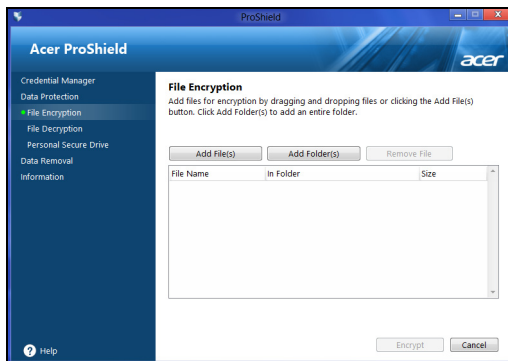 ProShield
Acer ProShield
acer
Credential Manager
Data Protection
File Encryption
File Decryption
Personal Secure Drive
Data Removal
Information
Help
File Encryption
Add files for encryption by dragging and dropping files or clicking the Add File(s)
button. Click Add Folder(s) to add an entire folder.
Add File(s) Add Folder(s) Remove File
File Name In Folder Size
Encrypt Cancel